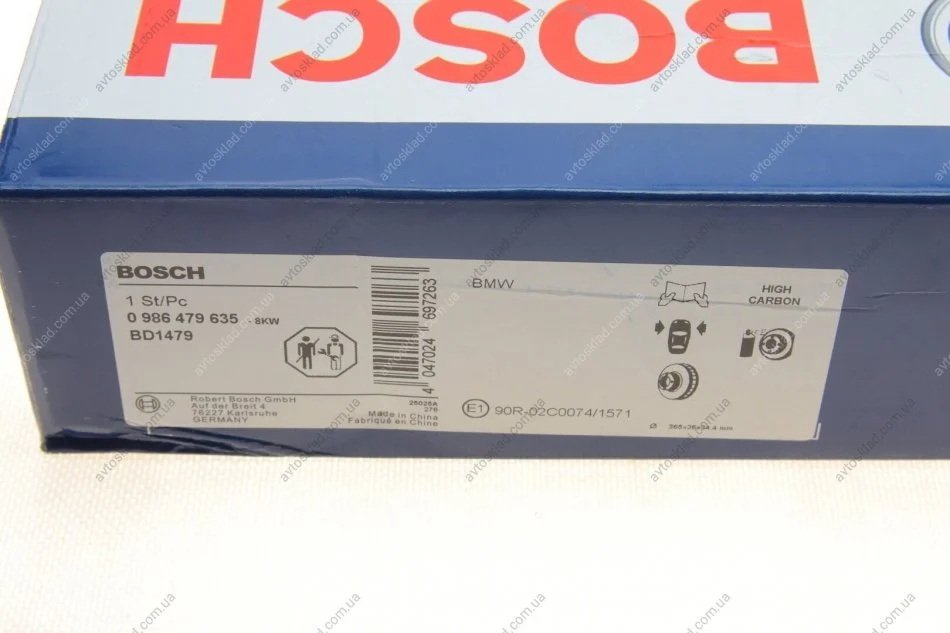 BOSCH
BOSCH
1 St/Pc
0 986 479 635 - 8KW
BD1479
Robert Bosch GmbH
Auf der Breit 4
76227 Karlsruhe
GERMANY
Made in China
Fabriqué en Chine
4 047024 697263
BMW
HIGH
CARBON
E1 90R-02C0074/1571
avtosklad.com.ua